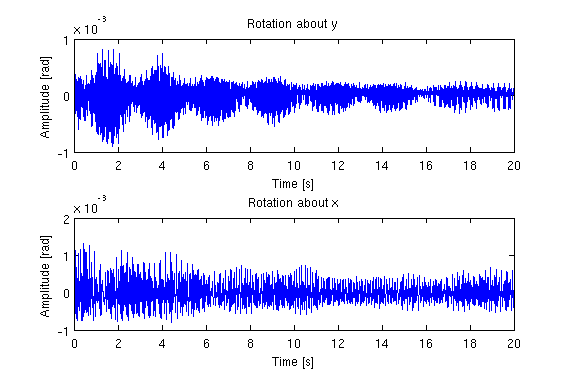 Rotation about y
×10⁻³
1
0
-1
Amplitude [rad]
0 2 4 6 8 10 12 14 16 18 20
Time [s]
Rotation about x
×10⁻³
2
1
0
-1
Amplitude [rad]
0 2 4 6 8 10 12 14 16 18 20
Time [s]